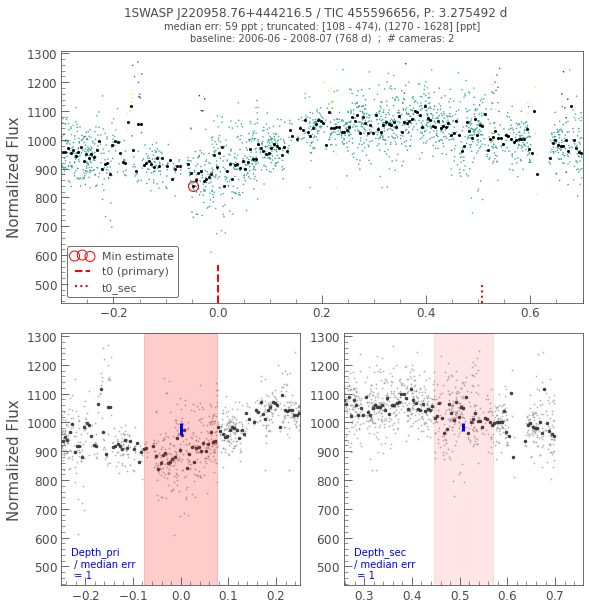 1SWASP J220958.76+444216.5 / TIC 455596656, P: 3.275492 d
median err: 59 ppt ; truncated: [108 - 474), (1270 - 1628] [ppt]
baseline: 2006-06 - 2008-07 (768 d)  ;  # cameras: 2
Normalized Flux
1300
1200
1100
1000
900
800
700
600
500
Min estimate
t0 (primary)
t0_sec
−0.2 0.0 0.2 0.4 0.6
Normalized Flux
1300
1200
1100
1000
900
800
700
600
500
Depth_pri
/ median err
= 1
−0.2 −0.1 0.0 0.1 0.2
1300
1200
1100
1000
900
800
700
600
500
Depth_sec
/ median err
= 1
0.3 0.4 0.5 0.6 0.7